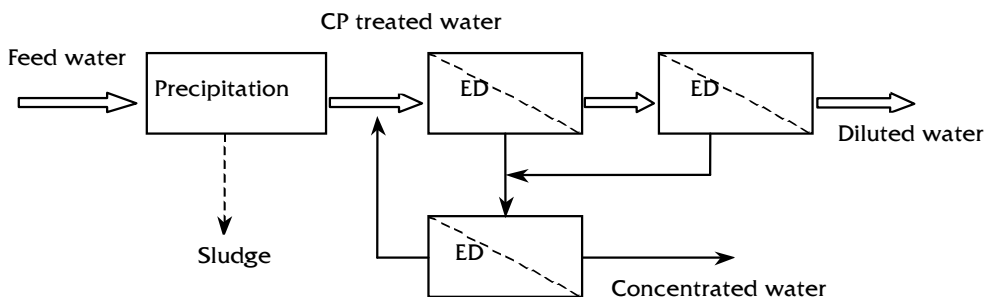 CP treated water
Feed water
Precipitation
ED
ED
Diluted water
Sludge
ED
Concentrated water